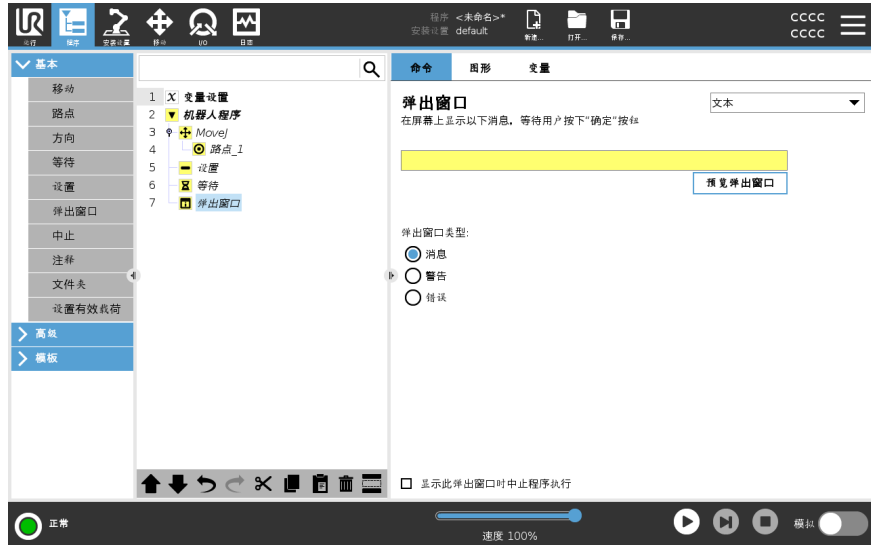 程序 <未命名>*
安装设置 default
CCCC
CCCC
运行
程序
安装设置
移动
I/O
日志
新建...
打开...
保存...
基本
移动
路点
方向
等待
设置
弹出窗口
中止
注释
文件夹
设置有效载荷
高级
模板
1 X 变量设置
2 机器人程序
3 MoveJ
4 路点_1
5 设置
6 等待
7 弹出窗口
命令 图形 变量
弹出窗口
文本
在屏幕上显示以下消息，等待用户按下"确定"按钮
预览弹出窗口
弹出窗口类型:
消息
警告
错误
显示此弹出窗口时中止程序执行
正常
速度 100%
模拟